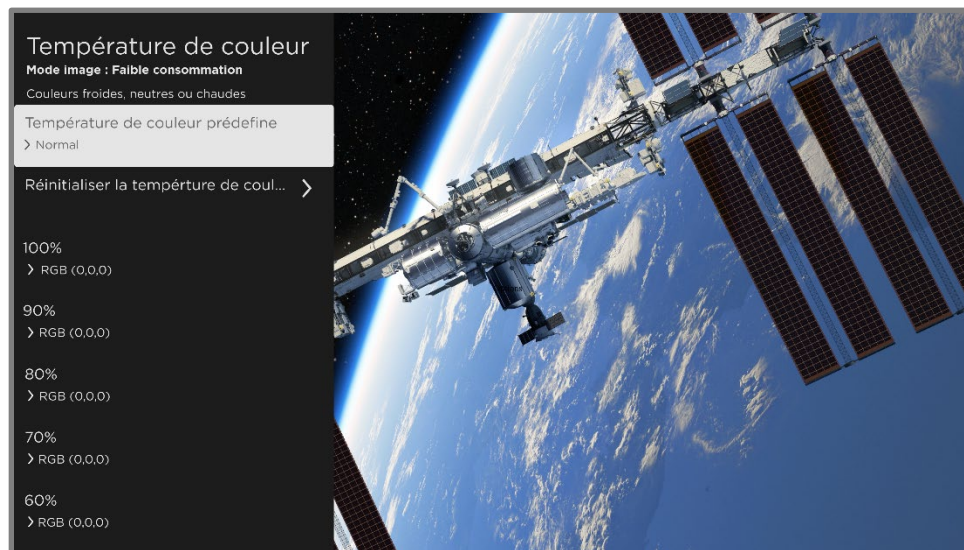 Température de couleur
Mode image : Faible consommation
Couleurs froides, neutres ou chaudes
Température de couleur prédefine
Normal
Réinitialiser la tempérture de coul...
100%
RGB (0,0,0)
90%
RGB (0,0,0)
80%
RGB (0,0,0)
70%
RGB (0,0,0)
60%
RGB (0,0,0)